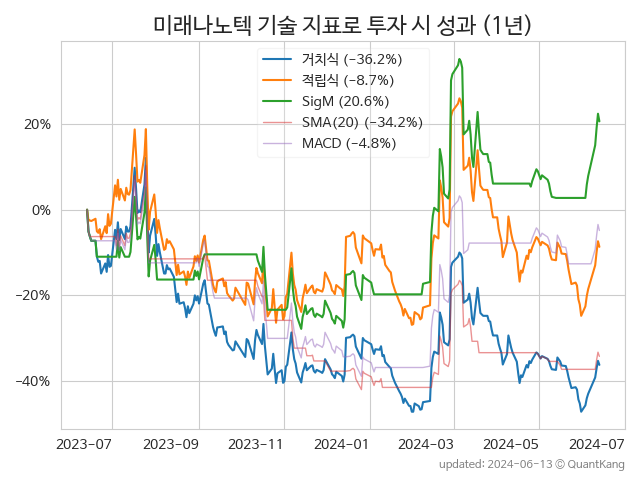 미래나노텍 기술 지표로 투자 시 성과 (1년)
거치식 (−36.2%)
적립식 (−8.7%)
SigM (20.6%)
SMA(20) (−34.2%)
MACD (−4.8%)
20%
0%
−20%
−40%
2023-07 2023-09 2023-11 2024-01 2024-03 2024-05 2024-07
updated: 2024-06-13 ⓒ QuantKang